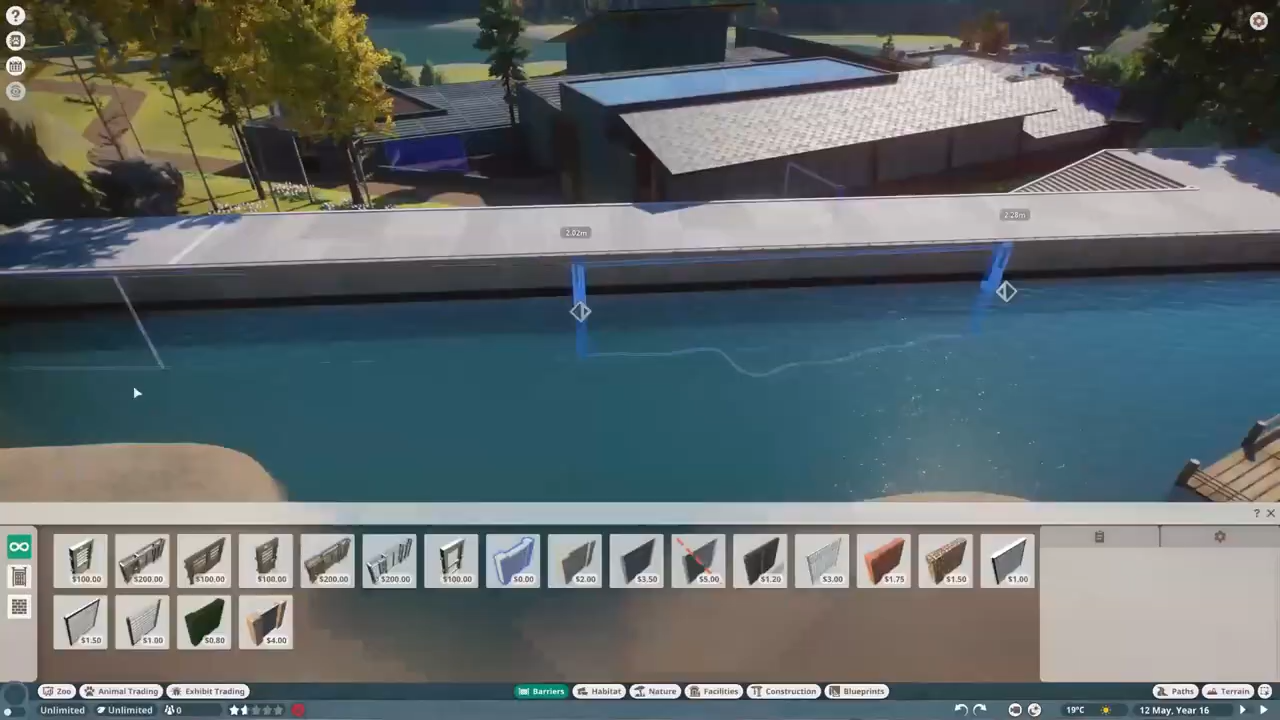 ?
2.02m
2.28m
? ×
$100.00 $200.00 $100.00 $100.00 $200.00 $200.00 $100.00 $0.00 $2.00 $3.50 $5.00 $1.20 $3.00 $1.75 $1.50 $1.00
$1.50 $1.00 $0.80 $4.00
Zoo Animal Trading Exhibit Trading Barriers Habitat Nature Facilities Construction Blueprints Paths Terrain
Unlimited Unlimited 0 19°C 12 May, Year 16